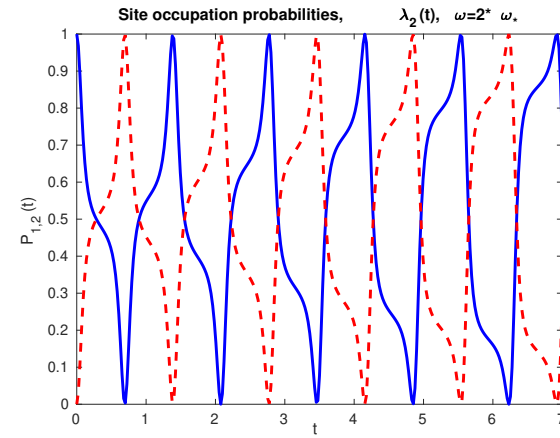 Site occupation probabilities, λ₂(t), ω=2* ω*
1
0.9
0.8
0.7
0.6
0.5
0.4
0.3
0.2
0.1
0
P₁,₂(t)
0 1 2 3 4 5 6 7
t